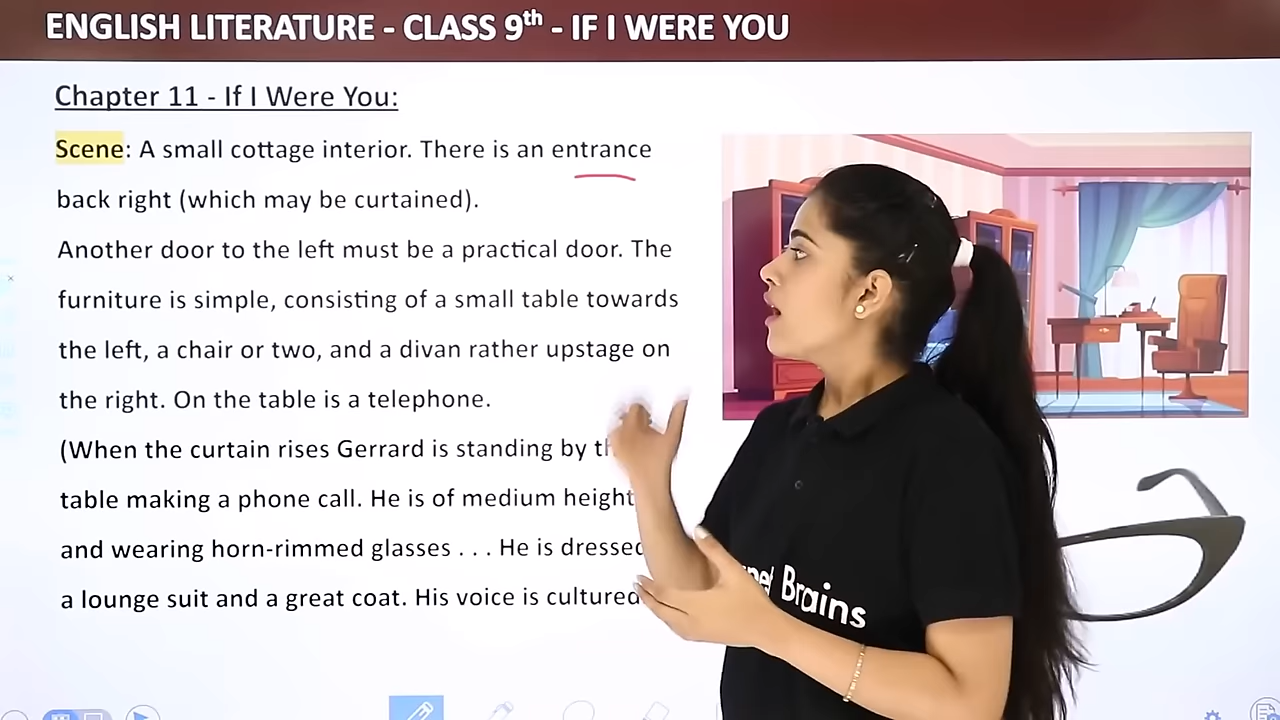 ENGLISH LITERATURE - CLASS 9th - IF I WERE YOU
Chapter 11 - If I Were You:
Scene: A small cottage interior. There is an entrance
back right (which may be curtained).
Another door to the left must be a practical door. The
furniture is simple, consisting of a small table towards
the left, a chair or two, and a divan rather upstage on
the right. On the table is a telephone.
(When the curtain rises Gerrard is standing by
table making a phone call. He is of medium height
and wearing horn-rimmed glasses . . . He is dressed
a lounge suit and a great coat. His voice is cultured
Brains